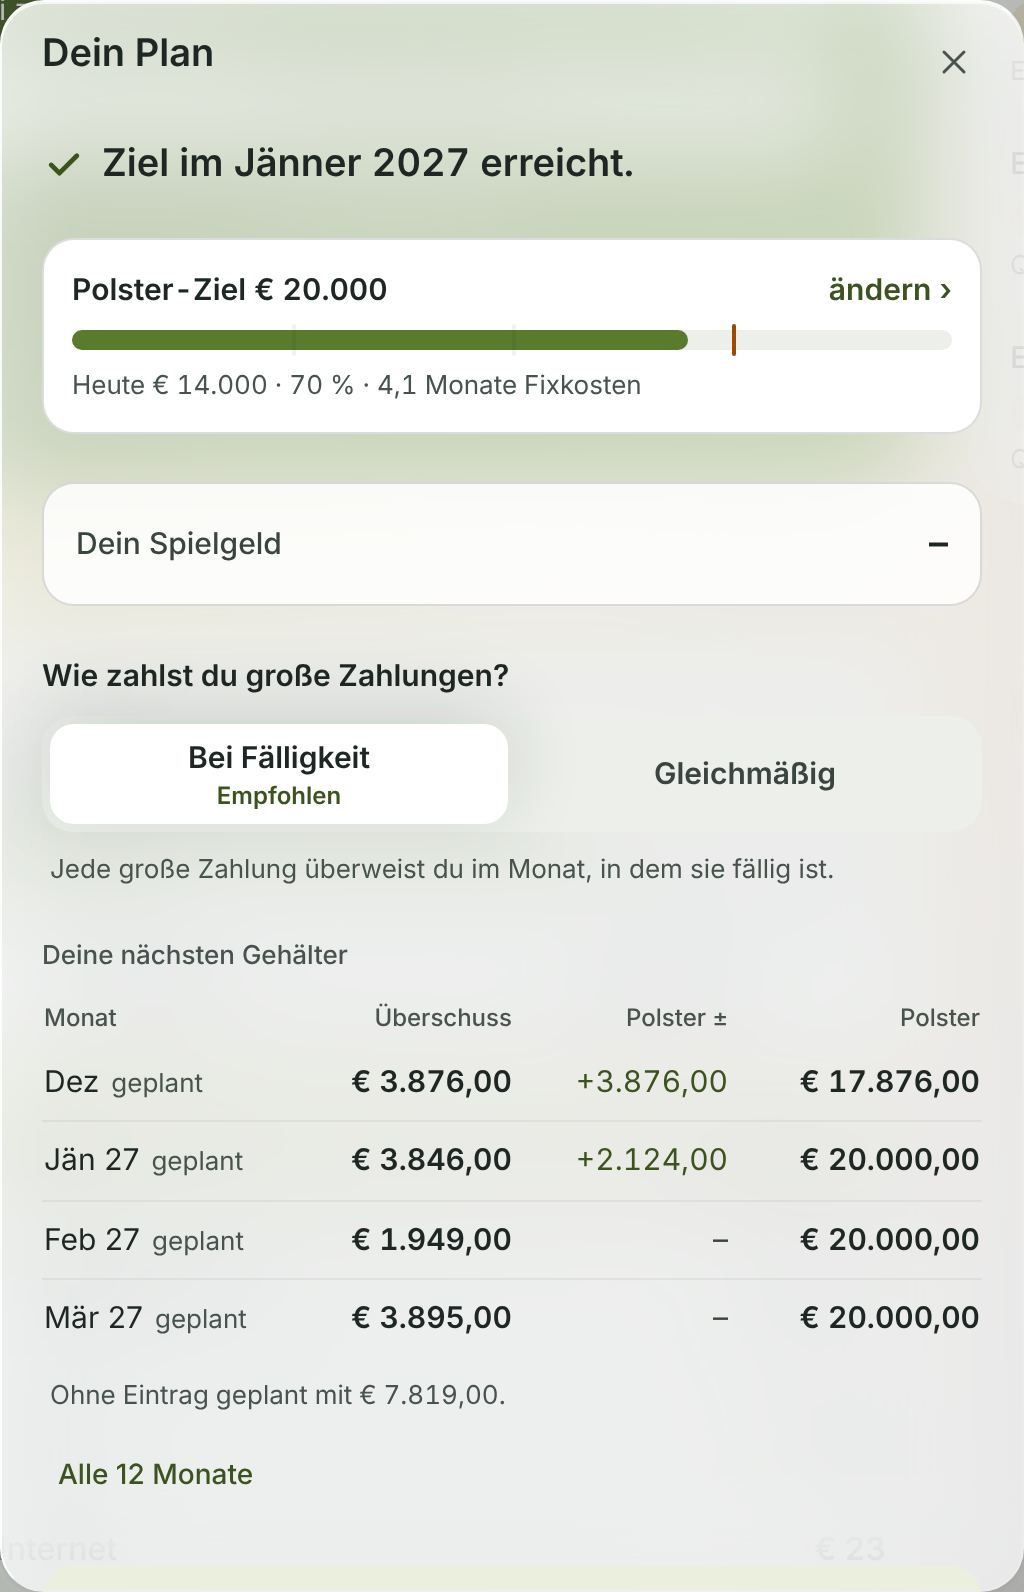 Dein Plan
Ziel im Jänner 2027 erreicht.
Polster-Ziel € 20.000 ändern ›
Heute € 14.000 · 70 % · 4,1 Monate Fixkosten
Dein Spielgeld –
Wie zahlst du große Zahlungen?
Bei Fälligkeit
Empfohlen
Gleichmäßig
Jede große Zahlung überweist du im Monat, in dem sie fällig ist.
Deine nächsten Gehälter
Monat Überschuss Polster ± Polster
Dez geplant € 3.876,00 +3.876,00 € 17.876,00
Jän 27 geplant € 3.846,00 +2.124,00 € 20.000,00
Feb 27 geplant € 1.949,00 – € 20.000,00
Mär 27 geplant € 3.895,00 – € 20.000,00
Ohne Eintrag geplant mit € 7.819,00.
Alle 12 Monate
nternet € 23